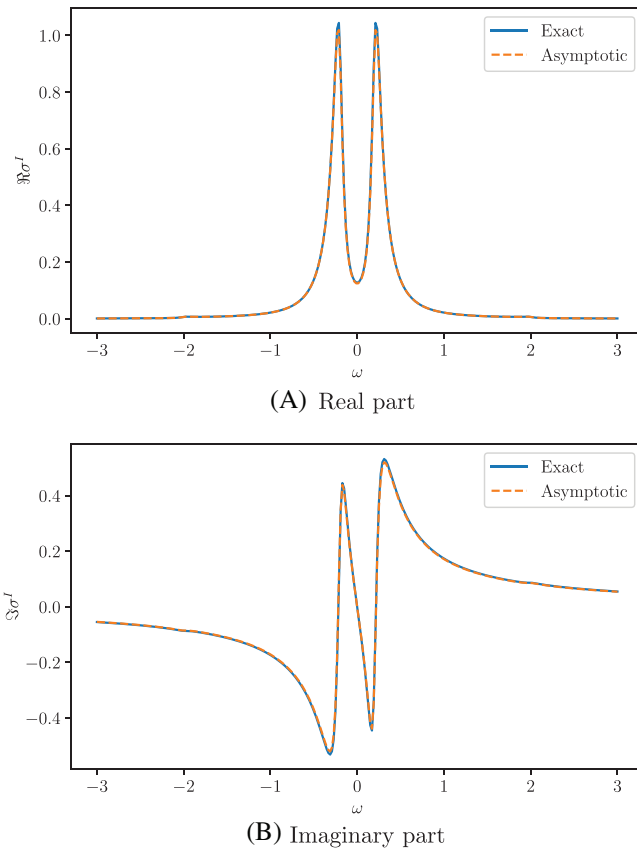 Exact
Asymptotic
1.0
0.8
0.6
0.4
0.2
0.0
ℜσ^I
−3 −2 −1 0 1 2 3
ω
(A) Real part
Exact
Asymptotic
0.4
0.2
0.0
−0.2
−0.4
ℑσ^I
−3 −2 −1 0 1 2 3
ω
(B) Imaginary part